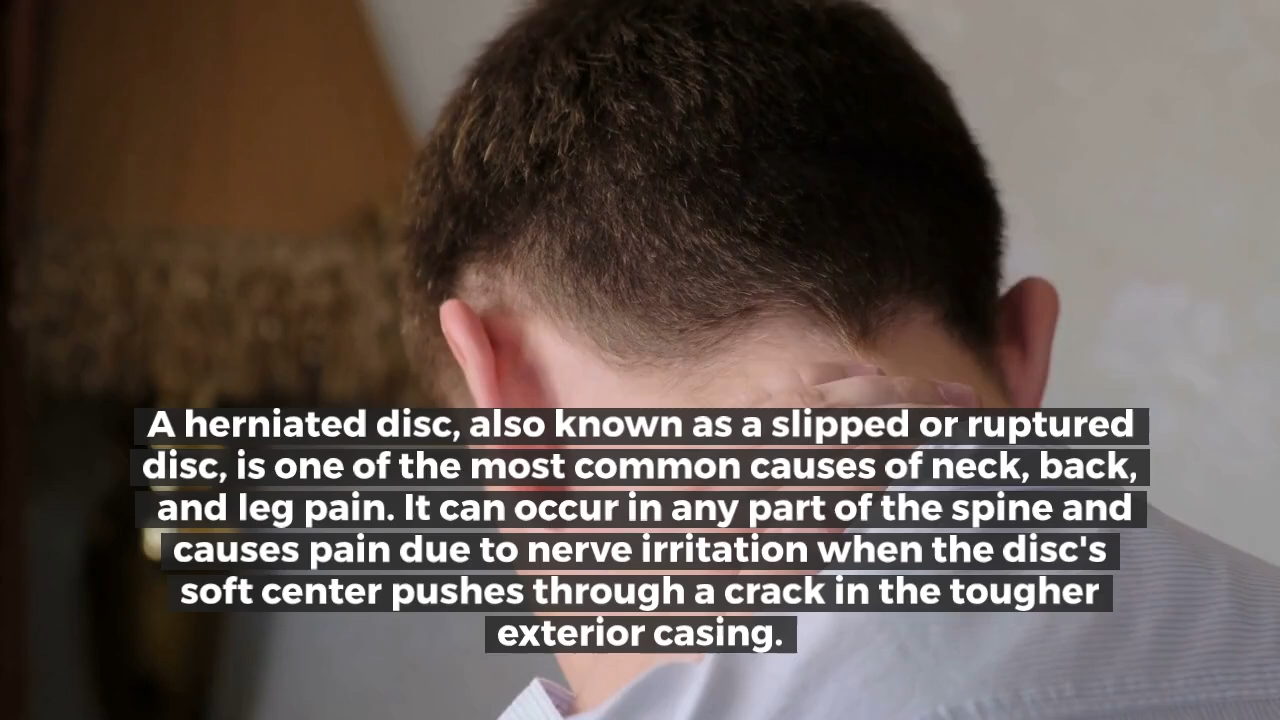 A herniated disc, also known as a slipped or ruptured
disc, is one of the most common causes of neck, back,
and leg pain. It can occur in any part of the spine and
causes pain due to nerve irritation when the disc's
soft center pushes through a crack in the tougher
exterior casing.